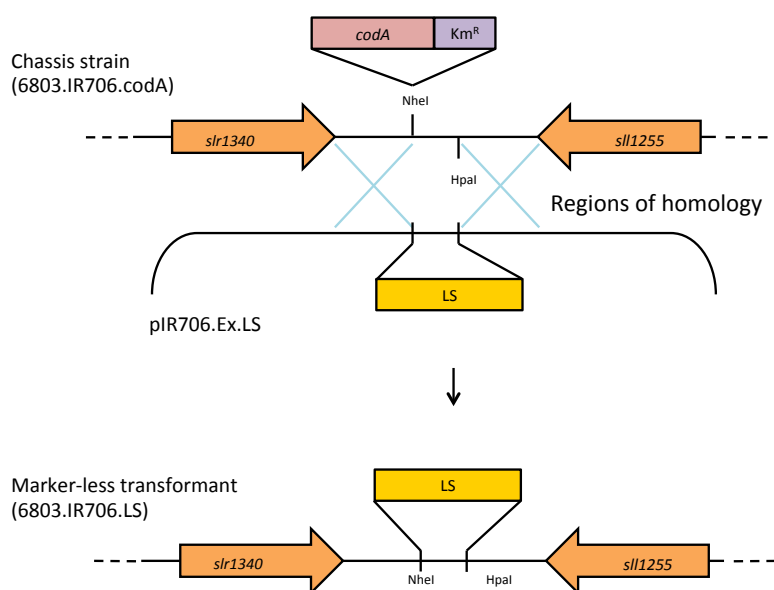 codA Kmᴿ
Chassis strain
(6803.IR706.codA)
NheI
slr1340 sll1255
HpaI
Regions of homology
LS
pIR706.Ex.LS
Marker-less transformant
(6803.IR706.LS)
LS
slr1340 NheI HpaI sll1255